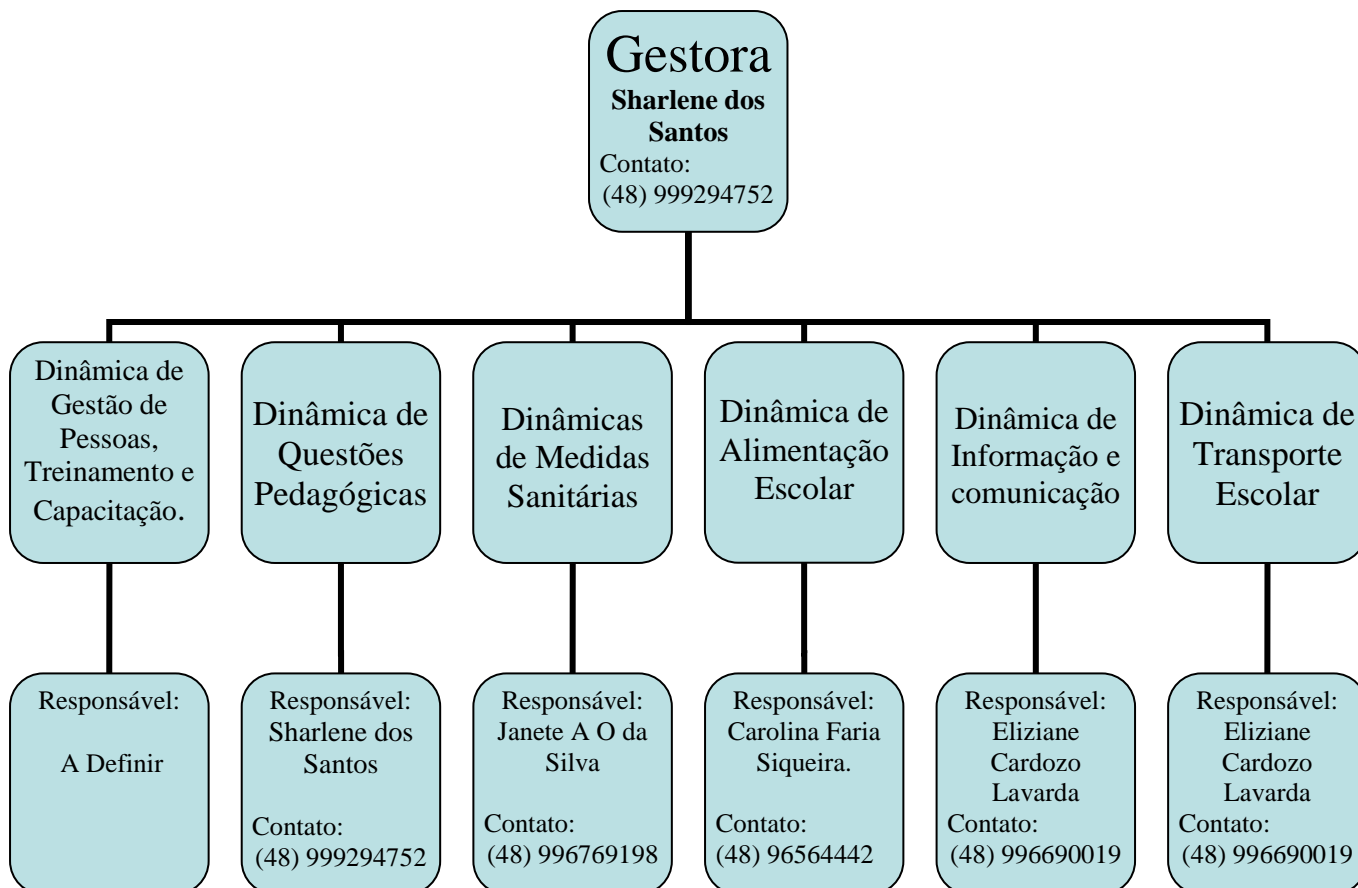 Gestora
Sharlene dos
Santos
Contato:
(48) 999294752
Dinâmica de
Gestão de
Pessoas,
Treinamento e
Capacitação.
Dinâmica de
Questões
Pedagógicas
Dinâmicas
de Medidas
Sanitárias
Dinâmica de
Alimentação
Escolar
Dinâmica de
Informação e
comunicação
Dinâmica de
Transporte
Escolar
Responsável:
A Definir
Responsável:
Sharlene dos
Santos
Contato:
(48) 999294752
Responsável:
Janete A O da
Silva
Contato:
(48) 996769198
Responsável:
Carolina Faria
Siqueira.
Contato:
(48) 96564442
Responsável:
Eliziane
Cardozo
Lavarda
Contato:
(48) 996690019
Responsável:
Eliziane
Cardozo
Lavarda
Contato:
(48) 996690019